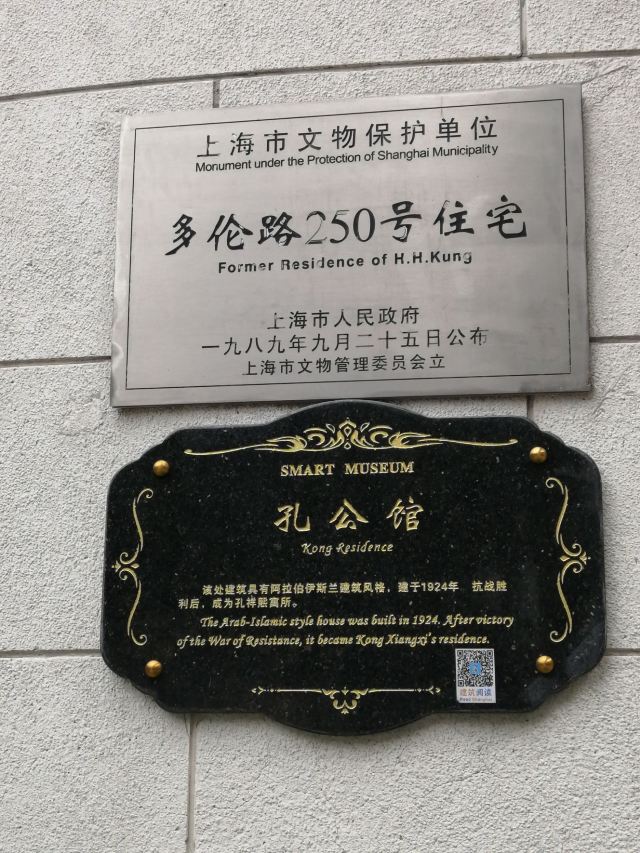 上海市文物保护单位
Monument under the Protection of Shanghai Municipality
多伦路250号住宅
Former Residence of H.H.Kung
上海市人民政府
一九八九年九月二十五日公布
上海市文物管理委员会立
SMART MUSEUM
孔公馆
Kong Residence
该处建筑具有阿拉伯伊斯兰建筑风格，建于1924年 抗战胜
利后，成为孔祥熙寓所。
The Arab-Islamic style house was built in 1924. After victory
of the War of Resistance, it became Kong Xiangxi's residence.
建筑阅读
Read Shanghai